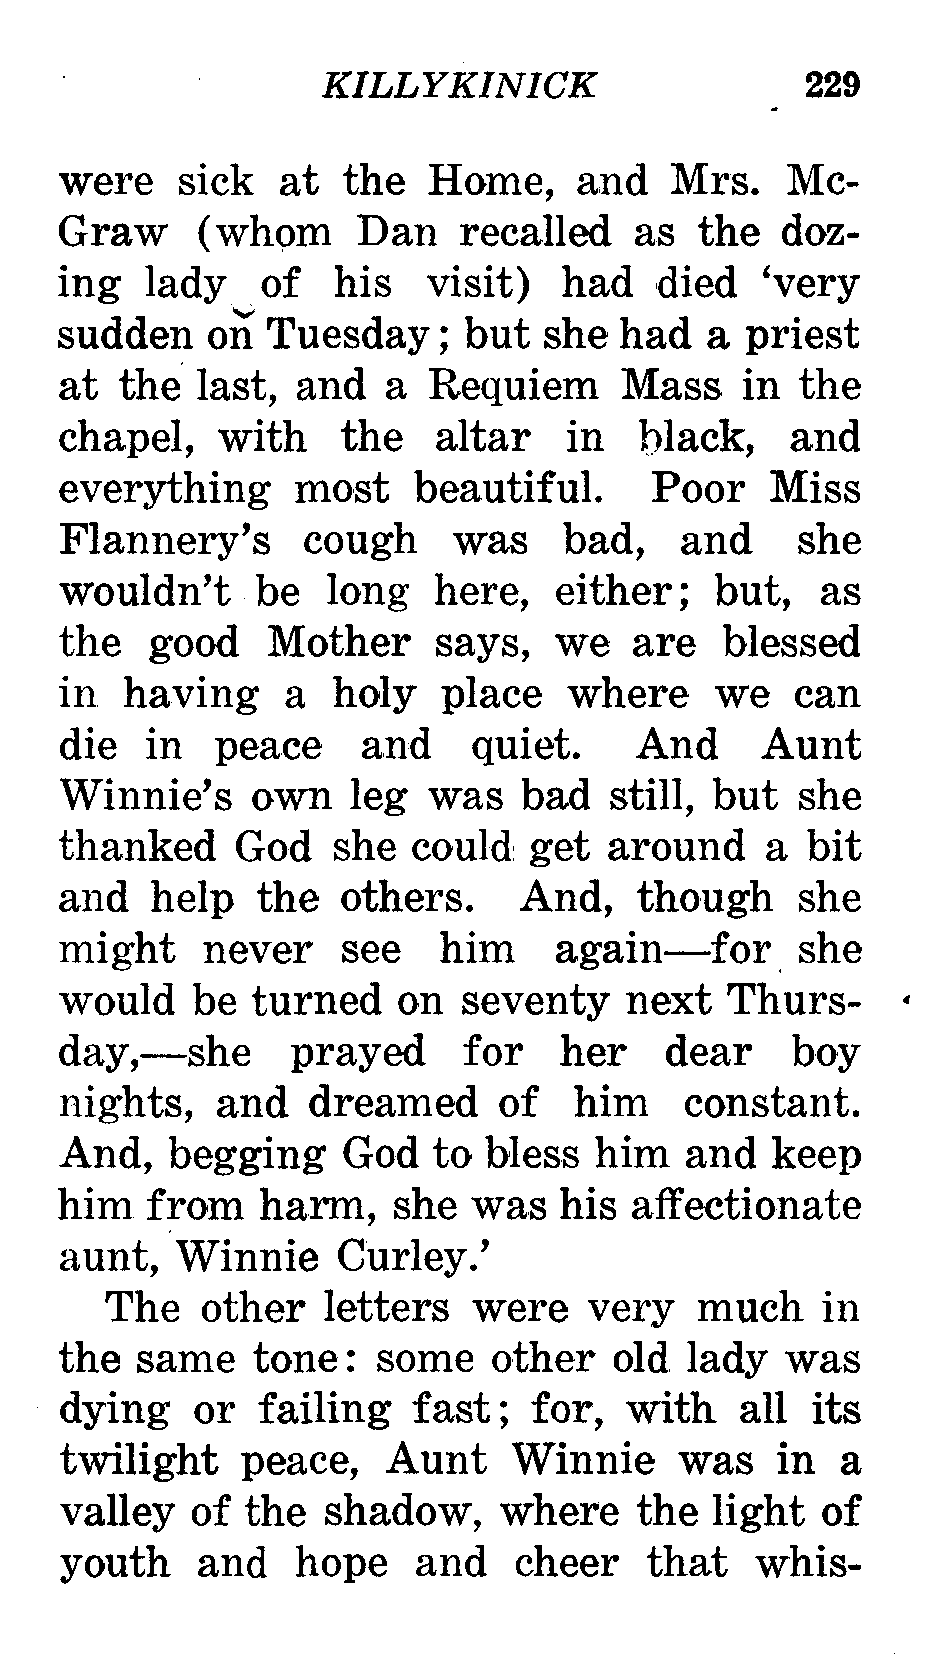 KILLYKINICK 229
were sick at the Home, and Mrs. Mc-
Graw (whom Dan recalled as the doz-
ing lady of his visit) had died ‘very
sudden on Tuesday; but she had a priest
at the last, and a Requiem Mass in the
chapel, with the altar in black, and
everything most beautiful. Poor Miss
Flannery’s cough was bad, and she
wouldn’t be long here, either; but, as
the good Mother says, we are blessed
in having a holy place where we can
die in peace and quiet. And Aunt
Winnie’s own leg was bad still, but she
thanked God she could get around a bit
and help the others. And, though she
might never see him again—for she
would be turned on seventy next Thurs-
day,—she prayed for her dear boy
nights, and dreamed of him constant.
And, begging God to bless him and keep
him from harm, she was his affectionate
aunt, Winnie Curley.’
The other letters were very much in
the same tone: some other old lady was
dying or failing fast; for, with all its
twilight peace, Aunt Winnie was in a
valley of the shadow, where the light of
youth and hope and cheer that whis-